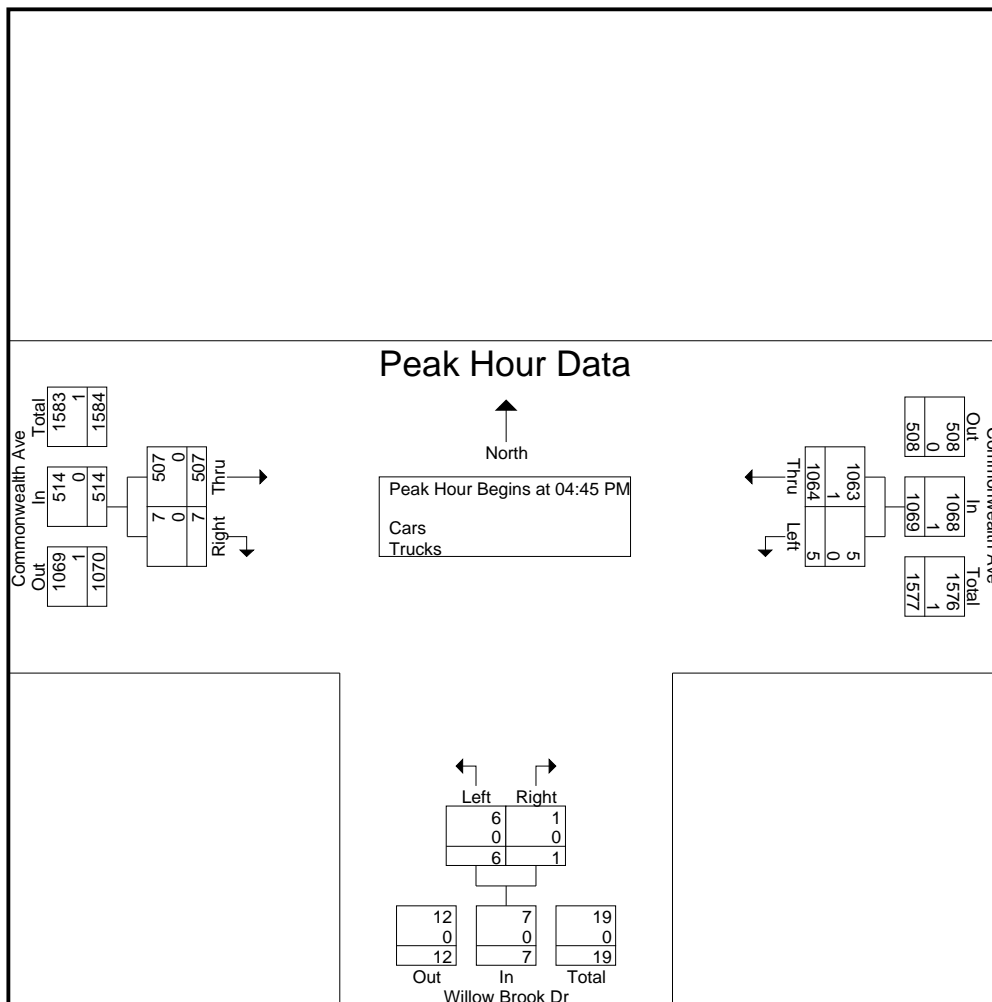 Peak Hour Data
North
Peak Hour Begins at 04:45 PM
Cars
Trucks
Commonwealth Ave
Total
1583
1
1584
In
514
0
514
Out
1069
1
1070
507
0
507
Thru
7
0
7
Right
Commonwealth Ave
Out
508
0
508
In
1068
1
1069
Total
1576
1
1577
Thru
1063
1
1064
Left
5
0
5
Left Right
6 1
0 0
6 1
12 7 19
0 0 0
12 7 19
Out In Total
Willow Brook Dr